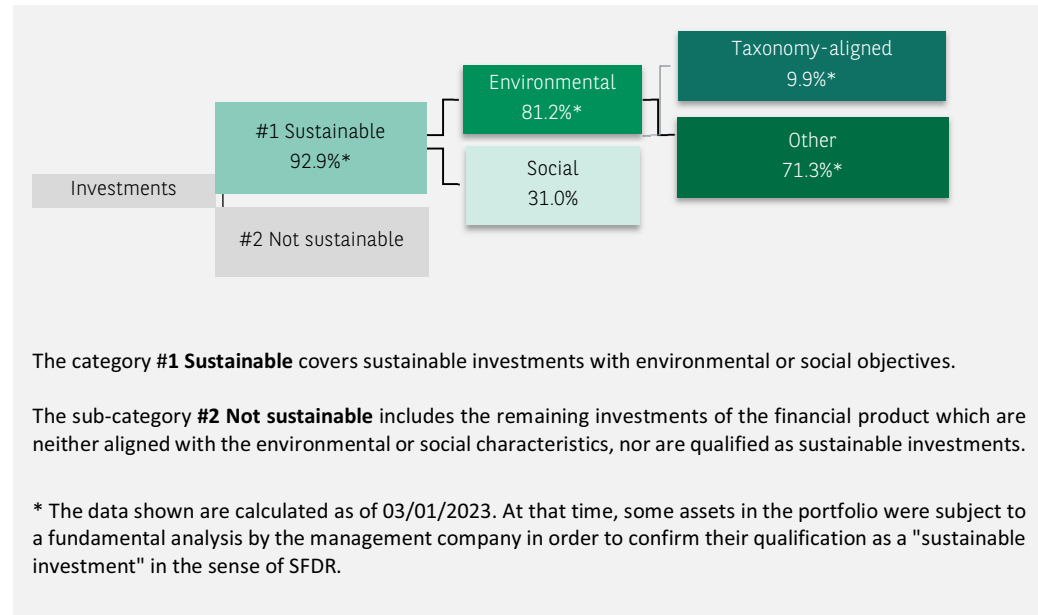 Investments
#1 Sustainable
92.9%*
#2 Not sustainable
Environmental
81.2%*
Social
31.0%
Taxonomy-aligned
9.9%*
Other
71.3%*
The category #1 Sustainable covers sustainable investments with environmental or social objectives.
The sub-category #2 Not sustainable includes the remaining investments of the financial product which are
neither aligned with the environmental or social characteristics, nor are qualified as sustainable investments.
* The data shown are calculated as of 03/01/2023. At that time, some assets in the portfolio were subject to
a fundamental analysis by the management company in order to confirm their qualification as a "sustainable
investment" in the sense of SFDR.